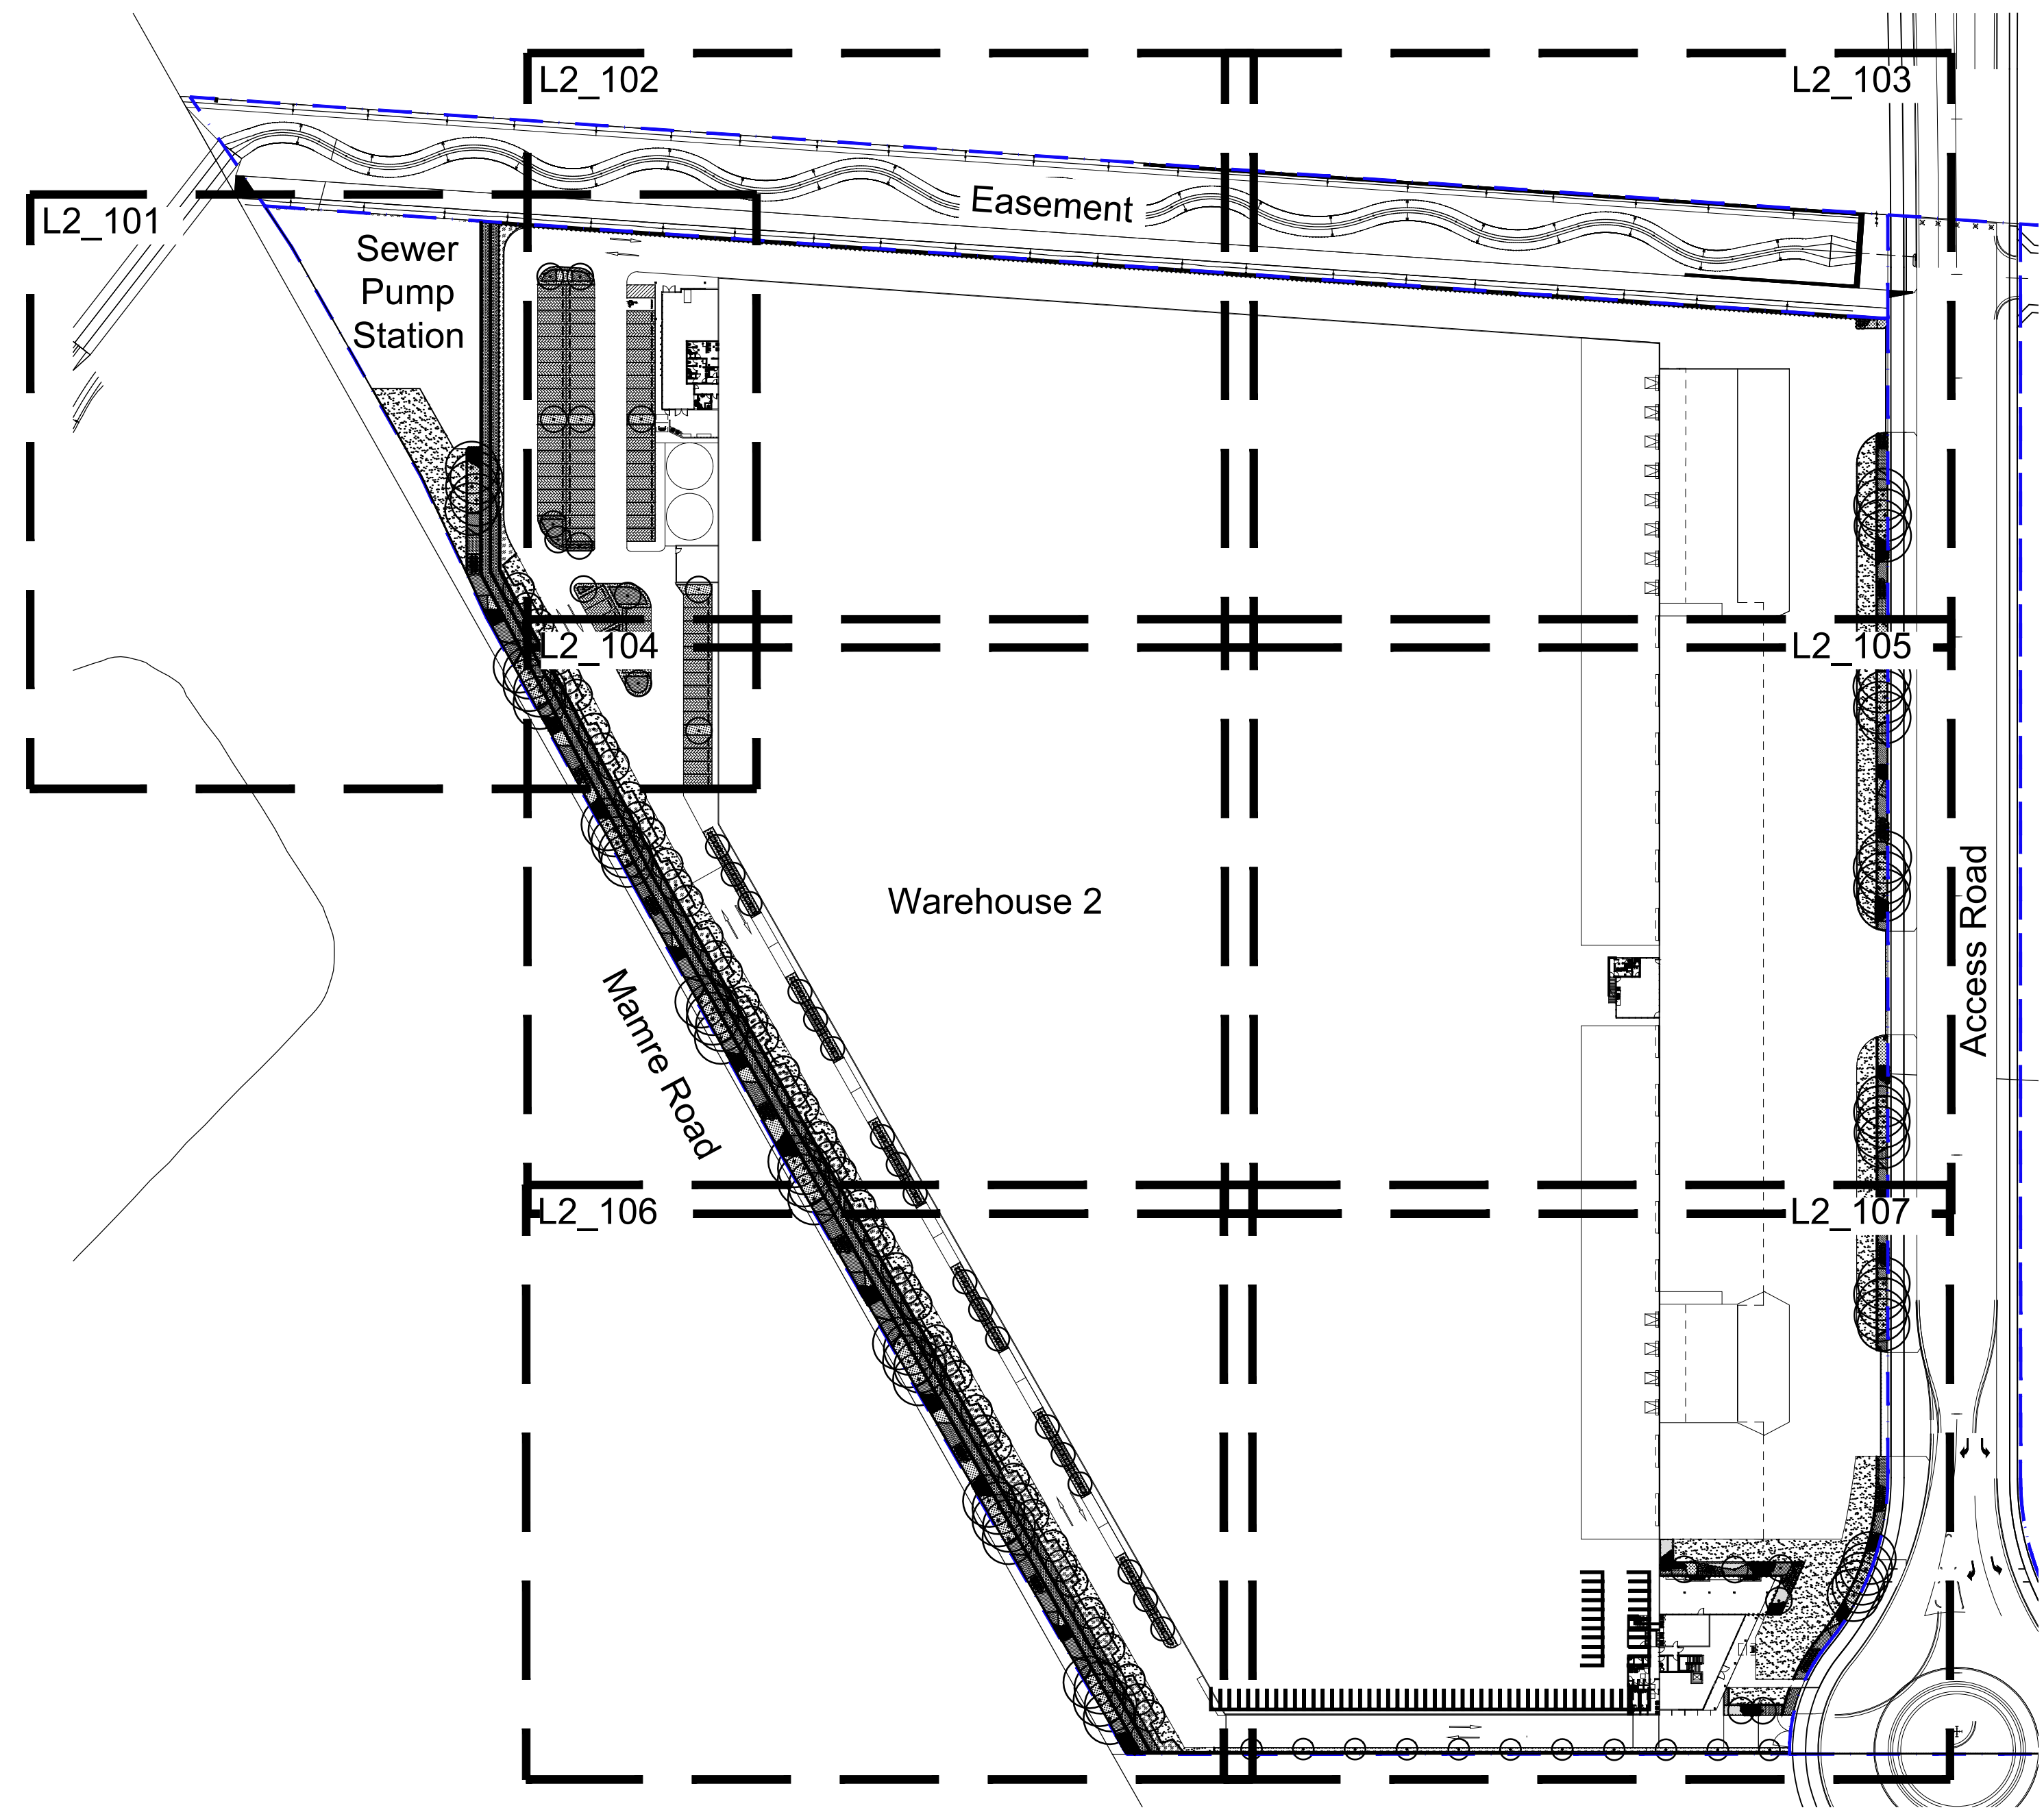 L2_102
L2_103
L2_101
Easement
Sewer
Pump
Station
L2_104
L2_105
Warehouse 2
Access Road
Mamre Road
L2_106
L2_107